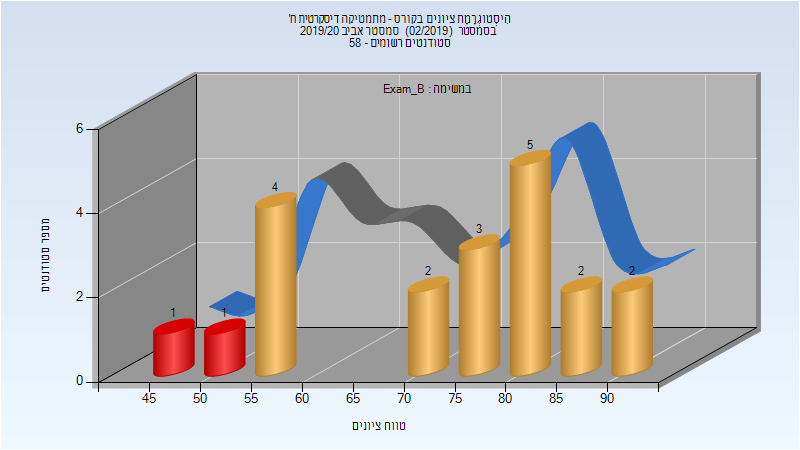 הִיסְטוֹגְרָמַת ציונים בקורס - מתמטיקה דיסקרטית ח'
בסמסטר (02/2019) סמסטר אביב 2019/20
סטודנטים רשומים - 58
במשימה : Exam_B
מספר סטודנטים
6
4
2
0
1
1
4
2
3
5
2
2
45 50 55 60 65 70 75 80 85 90
טווח ציונים